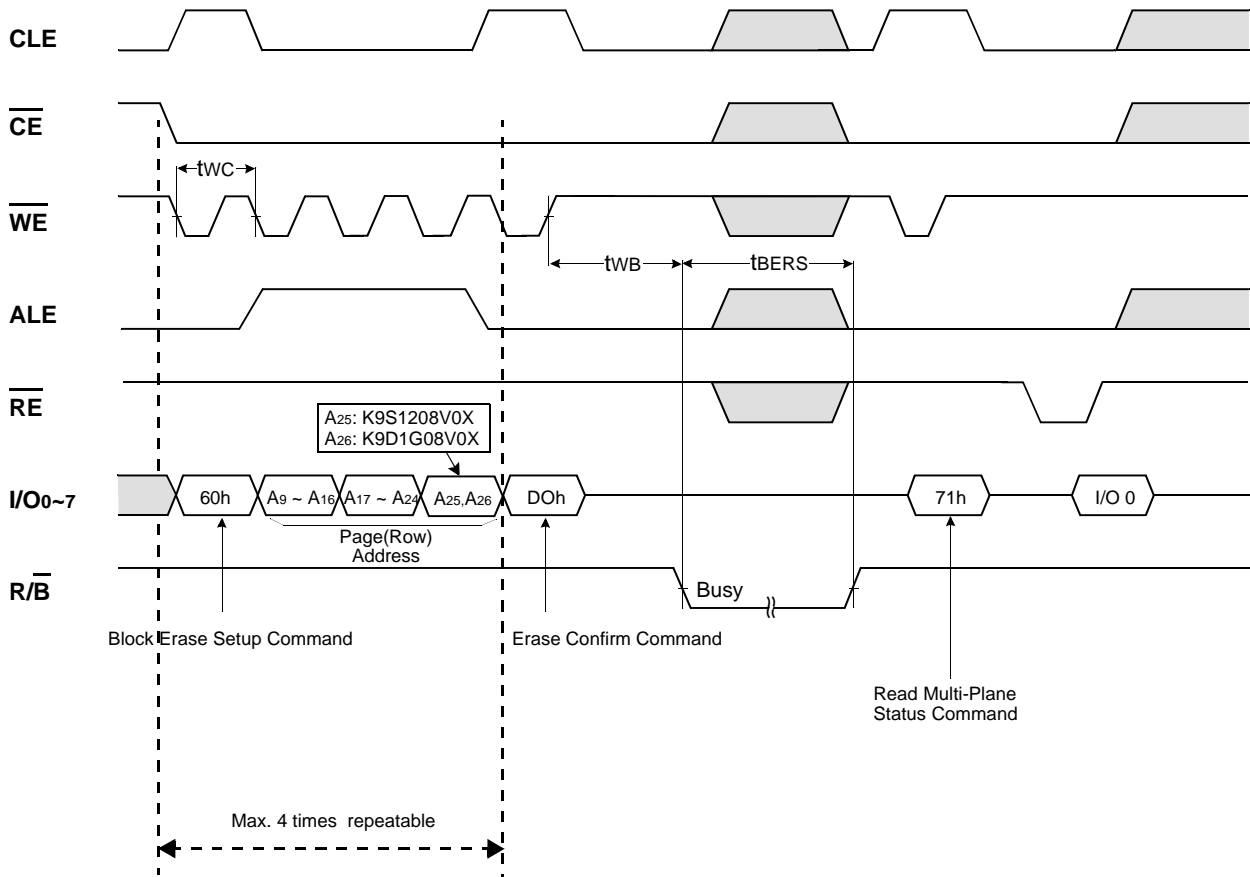 CLE
CE
tWC
WE
tWB
tBERS
ALE
RE
A25: K9S1208V0X
A26: K9D1G08V0X
I/O0~7
60h
A9 ~ A16
A17 ~ A24
A25,A26
DOh
71h
I/O 0
Page(Row)
Address
R/B
Busy
Block Erase Setup Command
Erase Confirm Command
Read Multi-Plane
Status Command
Max. 4 times repeatable